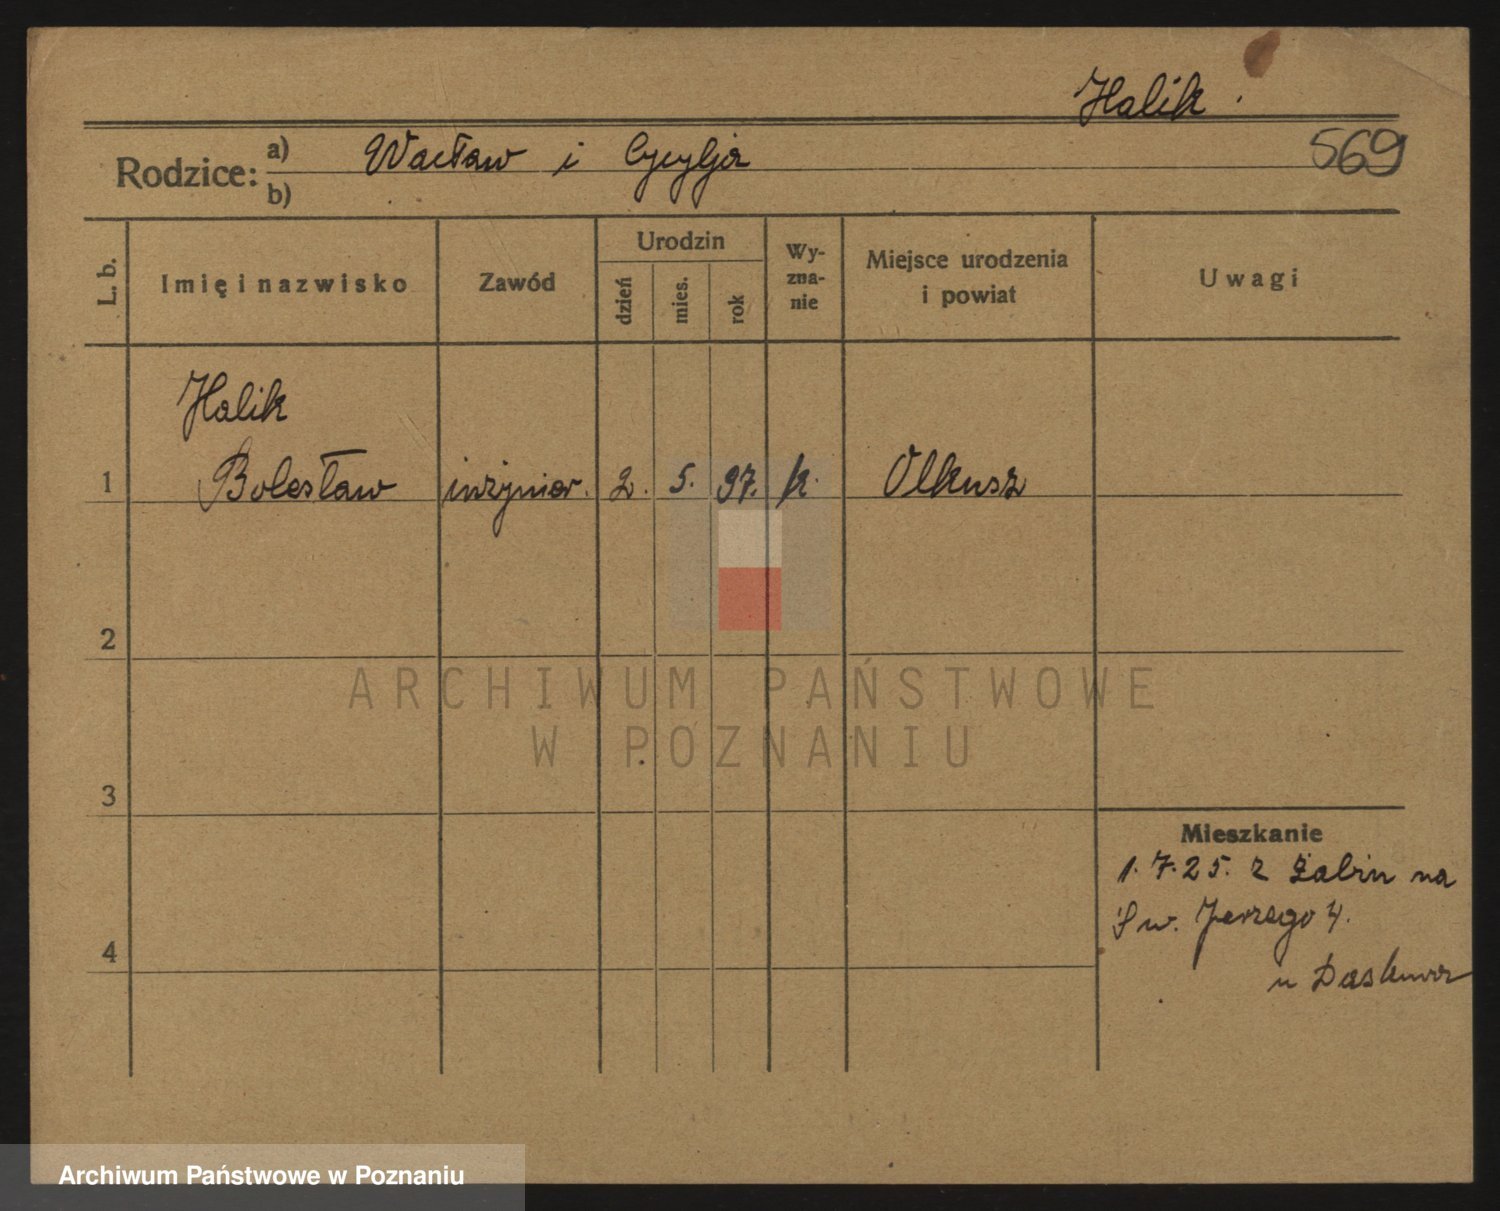 Halik.
569
Rodzice: a) Wacław i Cycylja
b)
L. b. Imię i nazwisko Zawód Urodzin dzień mies. rok Wy-zna-nie Miejsce urodzenia i powiat Uwagi
Halik
1 Bolesław inżynier. 2. 5. 97. k. Olkusz
2
ARCHIWUM PAŃSTWOWE
W POZNANIU
3
Mieszkanie
1. 7. 25. z Żabin na
Św. Jerzego 4.
4
u
Archiwum Państwowe w Poznaniu